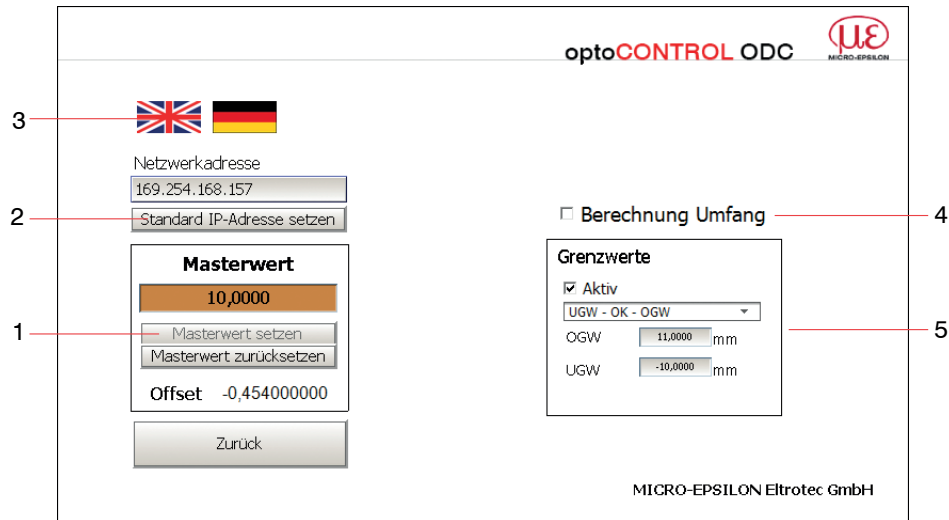 optoCONTROL ODC
με
MICRO-EPSILON
3
Netzwerkadresse
169.254.168.157
2
Standard IP-Adresse setzen
Masterwert
10,0000
1
Masterwert setzen
Masterwert zurücksetzen
Offset -0,454000000
Zurück
Berechnung Umfang
4
Grenzwerte
Aktiv
UGW - OK - OGW
5
OGW 11,0000 mm
UGW -10,0000 mm
MICRO-EPSILON Eltrotec GmbH